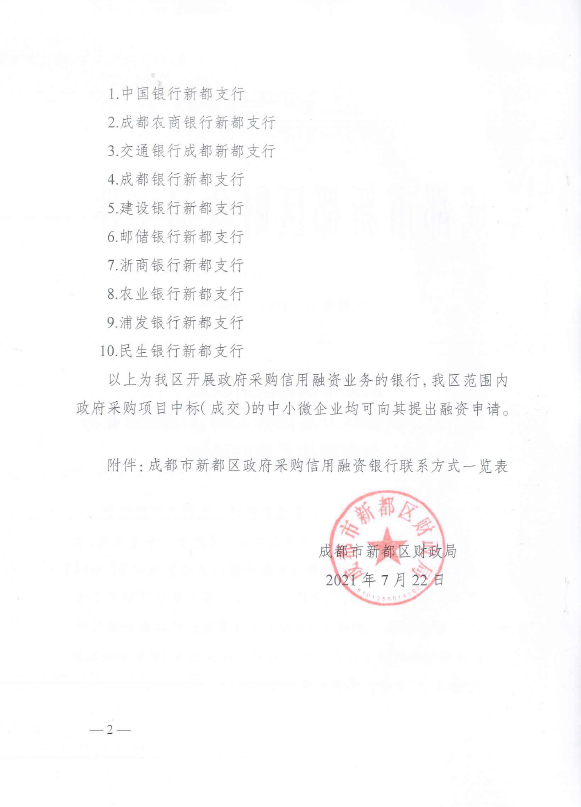 1.中国银行新都支行
2.成都农商银行新都支行
3.交通银行成都新都支行
4.成都银行新都支行
5.建设银行新都支行
6.邮储银行新都支行
7.浙商银行新都支行
8.农业银行新都支行
9.浦发银行新都支行
10.民生银行新都支行
以上为我区开展政府采购信用融资业务的银行，我区范围内
政府采购项目中标（成交）的中小微企业均可向其提出融资申请。
附件：成都市新都区政府采购信用融资银行联系方式一览表
成都市新都区财政局
成都市新都区财政局
2021 年 7 月 22 日
—2—